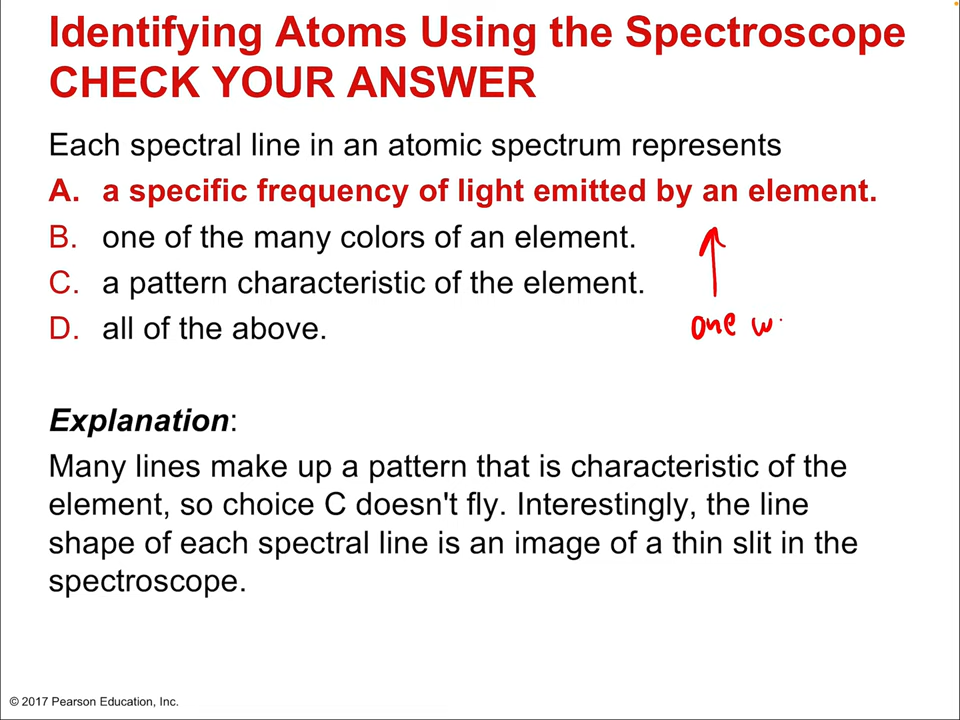 Identifying Atoms Using the Spectroscope
CHECK YOUR ANSWER
Each spectral line in an atomic spectrum represents
A. a specific frequency of light emitted by an element.
B. one of the many colors of an element.
C. a pattern characteristic of the element.
D. all of the above.
one w
Explanation:
Many lines make up a pattern that is characteristic of the
element, so choice C doesn't fly. Interestingly, the line
shape of each spectral line is an image of a thin slit in the
spectroscope.
© 2017 Pearson Education, Inc.